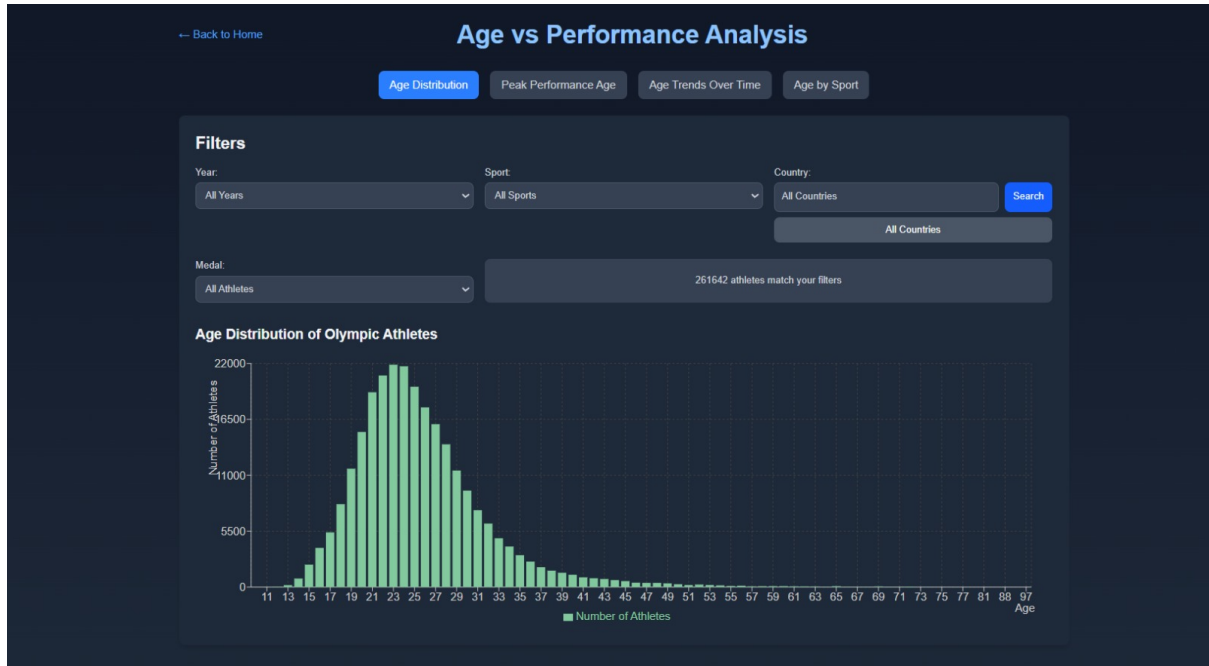 ← Back to Home
Age vs Performance Analysis
Age Distribution
Peak Performance Age
Age Trends Over Time
Age by Sport
Filters
Year:
Sport:
Country:
All Years
All Sports
All Countries
Search
All Countries
Medal:
All Athletes
261642 athletes match your filters
Age Distribution of Olympic Athletes
Number of Athletes
22000
16500
11000
5500
0
11 13 15 17 19 21 23 25 27 29 31 33 35 37 39 41 43 45 47 49 51 53 55 57 59 61 63 65 67 69 71 73 75 77 81 88 97
Age
Number of Athletes